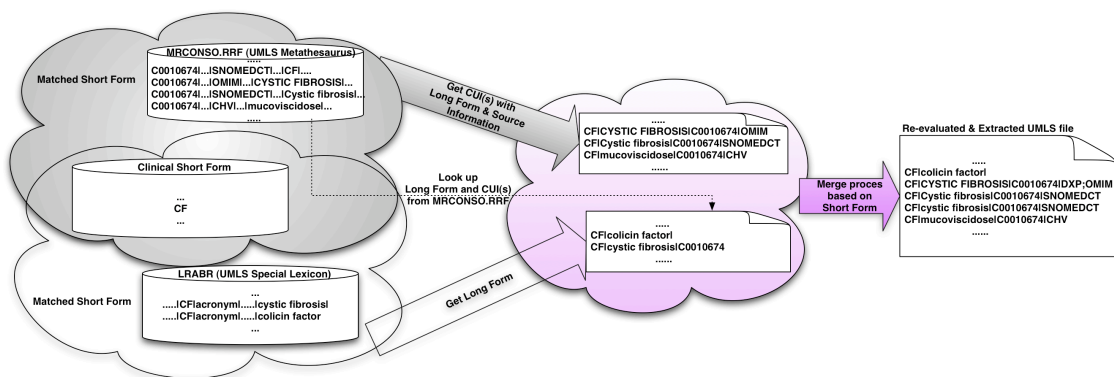 MRCONSO.RRF (UMLS Metathesaurus)
.....
Matched Short Form
C0010674|...|SNOMEDCT|...|CF|....
C0010674|...|OMIM|...|CYSTIC FIBROSIS|...
C0010674|...|SNOMEDCT|...|Cystic fibrosis|...
C0010674|...|CHV|...|mucoviscidose|...
.....
Get CUI(s) with
Long Form & Source
Information
Clinical Short Form
...
CF
...
Look up
Long Form and CUI(s)
from MRCONSO.RRF
LRABR (UMLS Special Lexicon)
...
Matched Short Form
.....|CF|acronym|.....|cystic fibrosis|
.....|CF|acronym|.....|colicin factor
...
Get Long Form
.....
CF|CYSTIC FIBROSIS|C0010674|OMIM
CF|Cystic fibrosis|C0010674|SNOMEDCT
CF|mucoviscidose|C0010674|CHV
......
.....
CF|colicin factor|
CF|cystic fibrosis|C0010674
......
Merge proces
based on
Short Form
Re-evaluated & Extracted UMLS file
.....
CF|colicin factor|
CF|CYSTIC FIBROSIS|C0010674|DXP;OMIM
CF|Cystic fibrosis|C0010674|SNOMEDCT
CF|cystic fibrosis|C0010674|SNOMEDCT
CF|mucoviscidose|C0010674|CHV
......